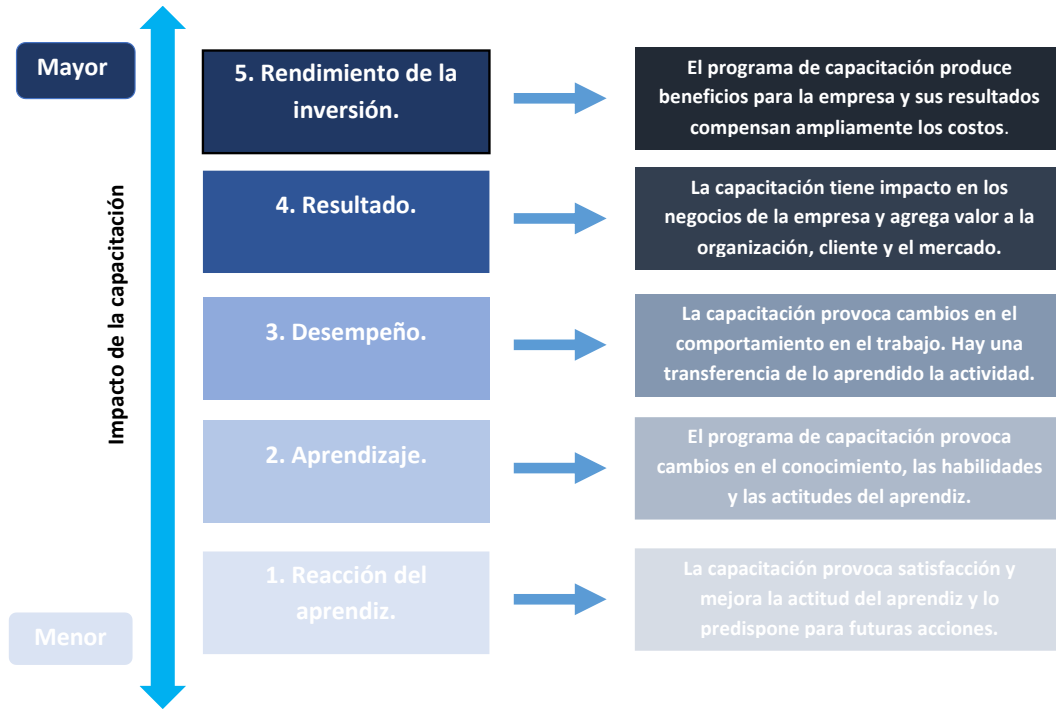 Mayor
Impacto de la capacitación
Menor
5. Rendimiento de la
inversión.
El programa de capacitación produce
beneficios para la empresa y sus resultados
compensan ampliamente los costos.
4. Resultado.
La capacitación tiene impacto en los
negocios de la empresa y agrega valor a la
organización, cliente y el mercado.
3. Desempeño.
La capacitación provoca cambios en el
comportamiento en el trabajo. Hay una
transferencia de lo aprendido la actividad.
2. Aprendizaje.
El programa de capacitación provoca
cambios en el conocimiento, las habilidades
y las actitudes del aprendiz.
1. Reacción del
aprendiz.
La capacitación provoca satisfacción y
mejora la actitud del aprendiz y lo
predispone para futuras acciones.